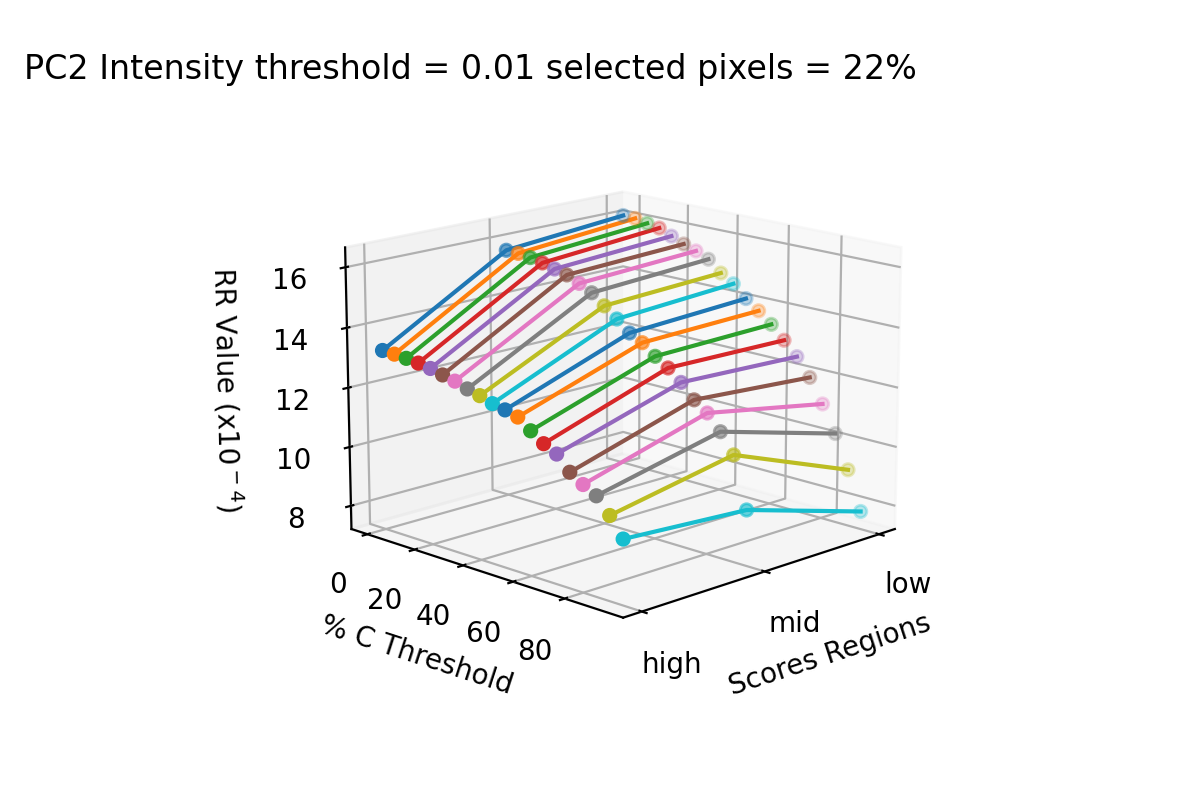 PC2 Intensity threshold = 0.01 selected pixels = 22%
RR Value (x10⁻⁴)
16
14
12
10
8
0
20
40
60
80
% C Threshold
high
mid
low
Scores Regions